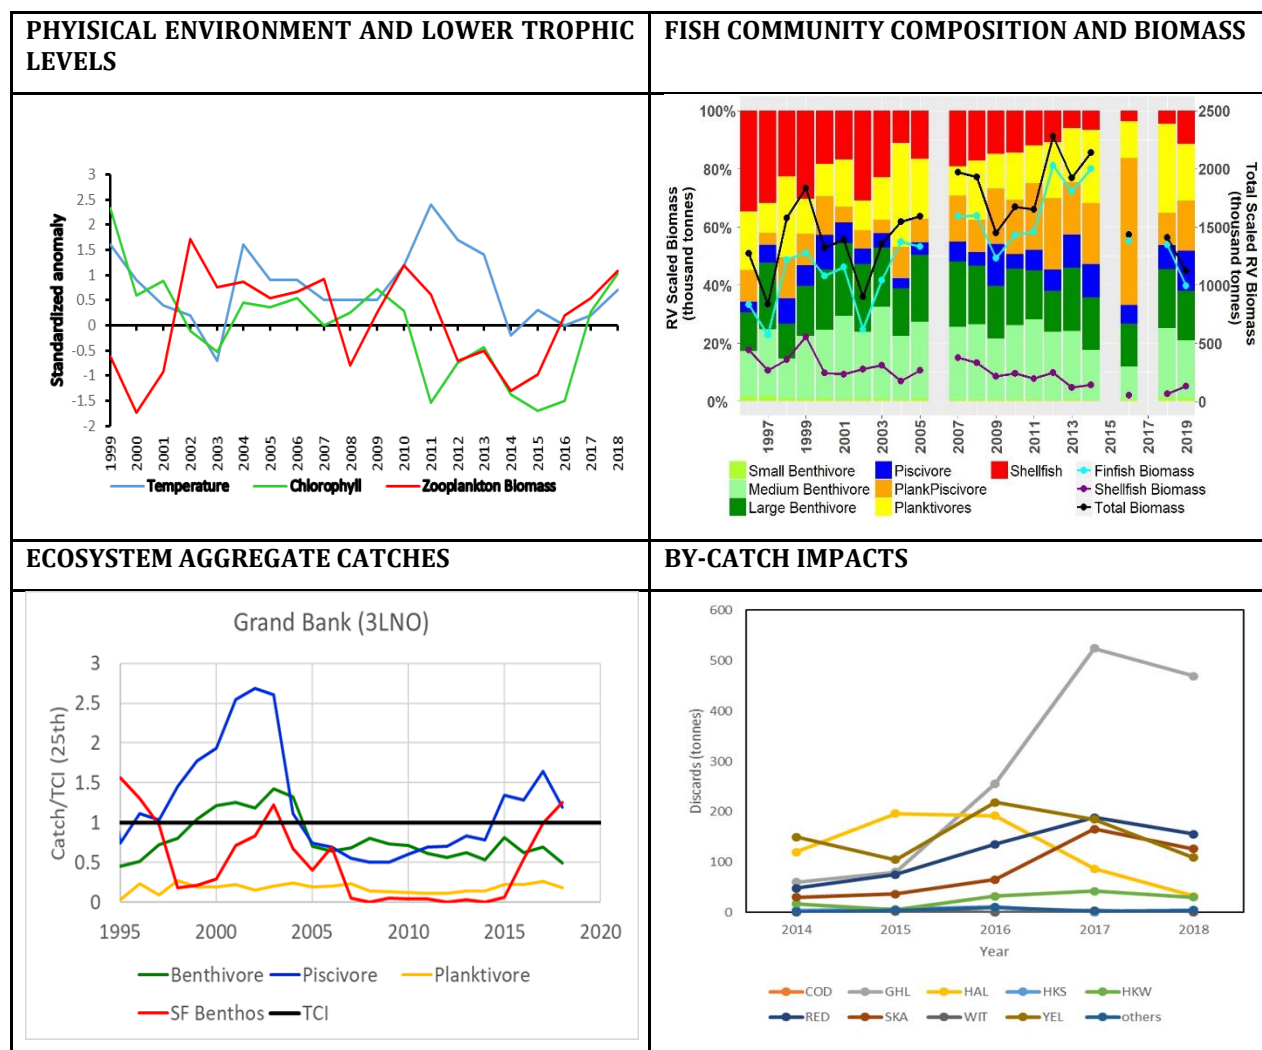 PHYISICAL ENVIRONMENT AND LOWER TROPHIC
LEVELS
FISH COMMUNITY COMPOSITION AND BIOMASS
Standardized anomaly
3
2.5
2
1.5
1
0.5
0
-0.5
-1
-1.5
-2
1999
2000
2001
2002
2003
2004
2005
2006
2007
2008
2009
2010
2011
2012
2013
2014
2015
2016
2017
2018
Temperature
Chlorophyll
Zooplankton Biomass
RV Scaled Biomass
(thousand tonnes)
100%
80%
60%
40%
20%
0%
2500
2000
1500
1000
500
0
Total Scaled RV Biomass
(thousand tonnes)
1997
1999
2001
2003
2005
2007
2009
2011
2013
2015
2017
2019
Small Benthivore
Piscivore
Shellfish
Finfish Biomass
Medium Benthivore
PlankPiscivore
Shellfish Biomass
Large Benthivore
Planktivores
Total Biomass
ECOSYSTEM AGGREGATE CATCHES
BY-CATCH IMPACTS
Grand Bank (3LNO)
Catch/TCI (25th)
3
2.5
2
1.5
1
0.5
0
1995
2000
2005
2010
2015
2020
Benthivore
Piscivore
Planktivore
SF Benthos
TCI
Discards (tonnes)
600
500
400
300
200
100
0
2014
2015
2016
2017
2018
Year
COD
GHL
HAL
HKS
HKW
RED
SKA
WIT
YEL
others